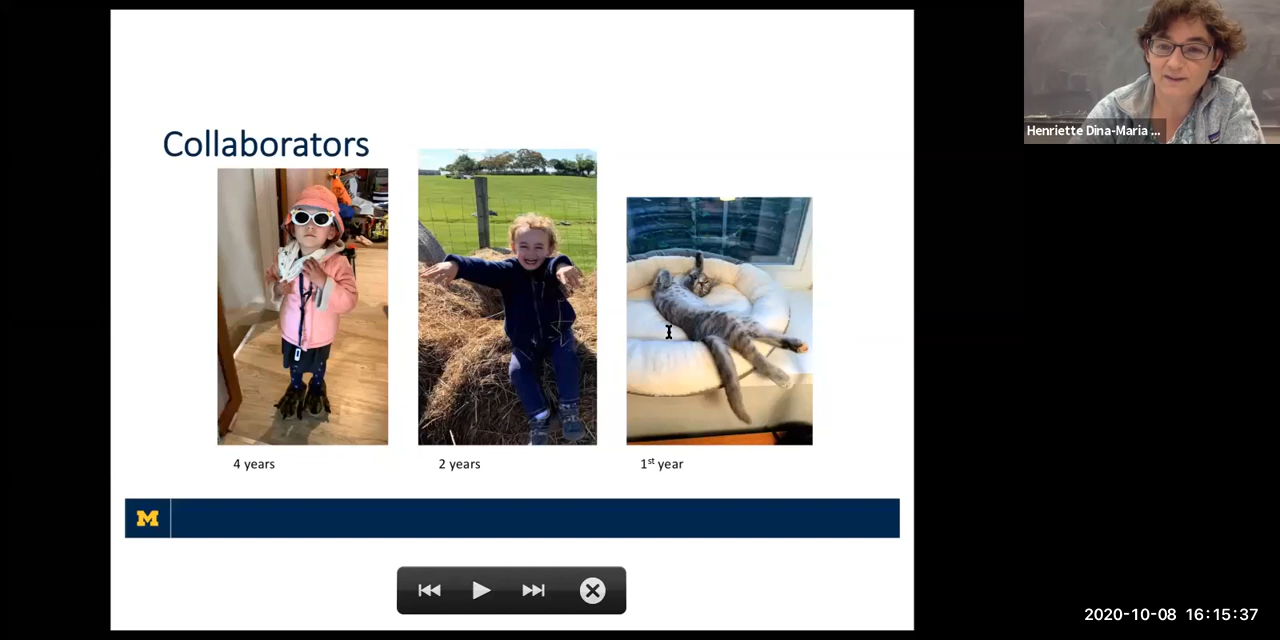 Collaborators
Henriette Dina-Maria ...
4 years
2 years
1st year
M
2020-10-08 16:15:37